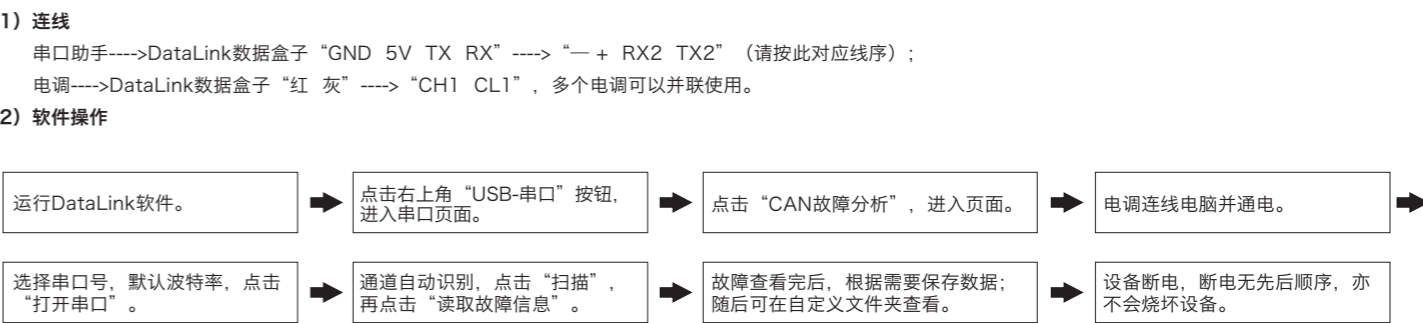 1）连线
串口助手---->DataLink数据盒子“GND 5V TX RX”---->“— + RX2 TX2”（请按此对应线序）；
电调---->DataLink数据盒子“红 灰”---->“CH1 CL1”，多个电调可以并联使用。
2）软件操作
运行DataLink软件。
点击右上角“USB-串口”按钮，
进入串口页面。
点击“CAN故障分析”，进入页面。
电调连线电脑并通电。
选择串口号，默认波特率，点击
“打开串口”。
通道自动识别，点击“扫描”，
再点击“读取故障信息”。
故障查看完后，根据需要保存数据；
随后可在自定义文件夹查看。
设备断电，断电无先后顺序，亦
不会烧坏设备。